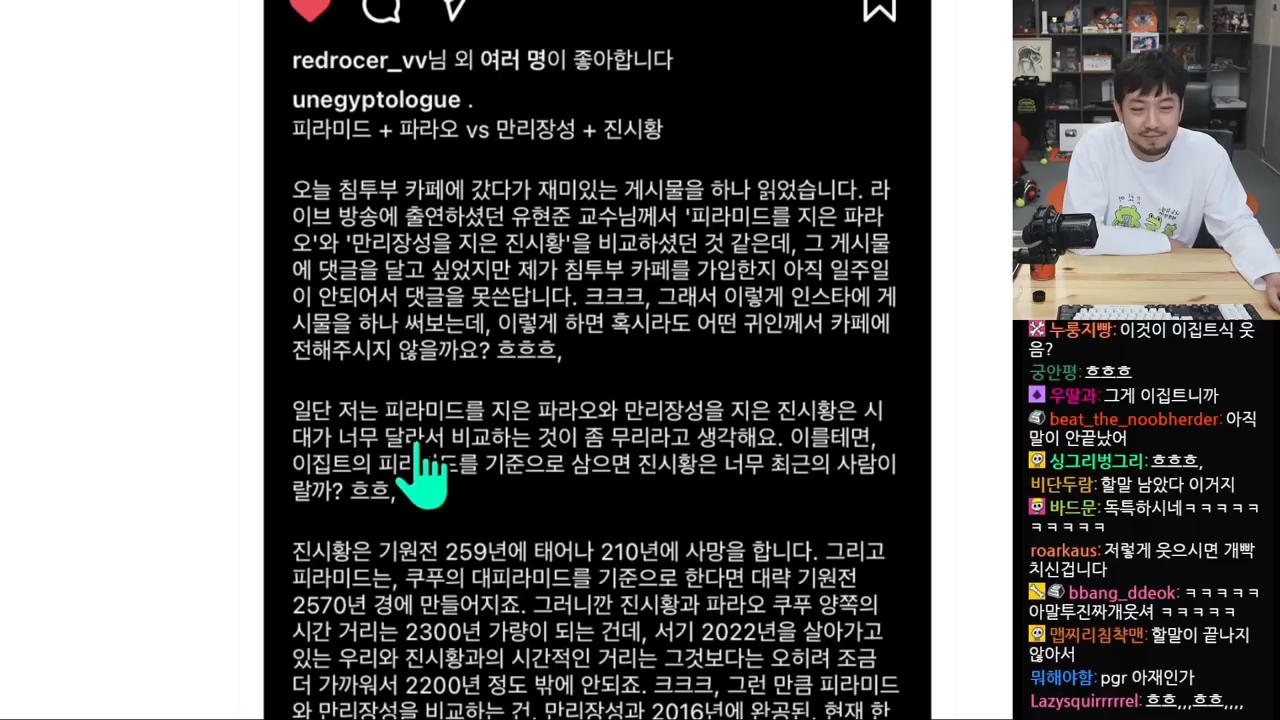 redrocer_vv님 외 여러 명이 좋아합니다
unegyptologue .
피라미드 + 파라오 vs 만리장성 + 진시황
오늘 침투부 카페에 갔다가 재미있는 게시물을 하나 읽었습니다. 라
이브 방송에 출연하셨던 유현준 교수님께서 '피라미드를 지은 파라
오'와 '만리장성을 지은 진시황'을 비교하셨던 것 같은데, 그 게시물
에 댓글을 달고 싶었지만 제가 침투부 카페를 가입한지 아직 일주일
이 안되어서 댓글을 못쓴답니다. 크크크, 그래서 이렇게 인스타에 게
시물을 하나 써보는데, 이렇게 하면 혹시라도 어떤 귀인께서 카페에
전해주시지 않을까요? 흐흐흐,
일단 저는 피라미드를 지은 파라오와 만리장성을 지은 진시황은 시
대가 너무 달라서 비교하는 것이 좀 무리라고 생각해요. 이를테면,
이집트의 피라미드를 기준으로 삼으면 진시황은 너무 최근의 사람이
랄까? 흐흐,
진시황은 기원전 259년에 태어나 210년에 사망을 합니다. 그리고
피라미드는, 쿠푸의 대피라미드를 기준으로 한다면 대략 기원전
2570년 경에 만들어지죠. 그러니깐 진시황과 파라오 쿠푸 양쪽의
시간 거리는 2300년 가량이 되는 건데, 서기 2022년을 살아가고
있는 우리와 진시황과의 시간적인 거리는 그것보다는 오히려 조금
더 가까워서 2200년 정도 밖에 안되죠. 크크크, 그런 만큼 피라미드
와 만리장성을 비교하는 건, 만리장성과 2016년에 완공된, 현재 한
누룽지빵: 이것이 이집트식 웃
음?
궁안평: 흐흐흐
우딸과: 그게 이집트니까
beat_the_noobherder: 아직
말이 안끝났어
싱그리벙그리: 흐흐흐,
비단두람: 할말 남았다 이거지
바드문: 독특하시네ㅋㅋㅋㅋㅋ
ㅋㅋㅋㅋㅋ
roarkaus: 저렇게 웃으시면 개빡
치신겁니다
bbang_ddeok: ㅋㅋㅋㅋㅋ
아말투진짜개웃셔 ㅋㅋㅋㅋㅋ
맵찌리침착맨: 할말이 끝나지
않아서
뭐해야함: pgr 아재인가
Lazysquirrrrrel: 흐흐,,,흐흐,,,,